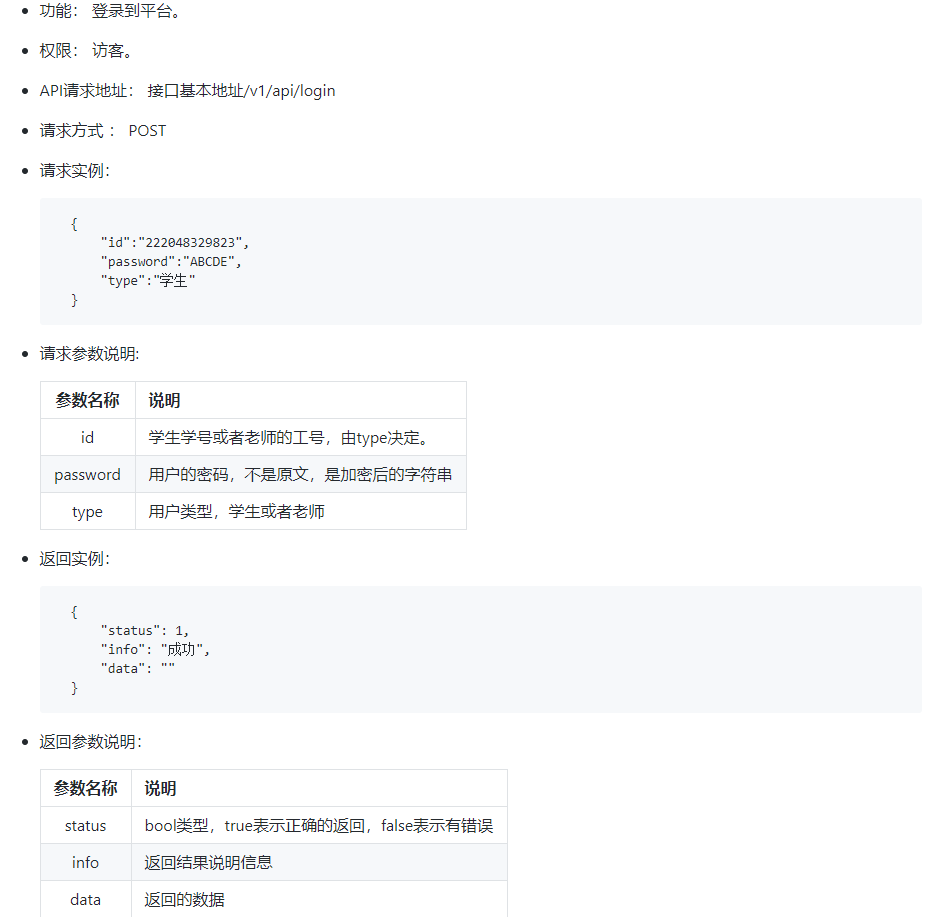 功能： 登录到平台。
权限： 访客。
API请求地址： 接口基本地址/v1/api/login
请求方式 ： POST
请求实例：
{
"id":"222048329823",
"password":"ABCDE",
"type":"学生"
}
请求参数说明:
参数名称 说明
id 学生学号或者老师的工号，由type决定。
password 用户的密码，不是原文，是加密后的字符串
type 用户类型，学生或者老师
返回实例：
{
"status": 1,
"info": "成功",
"data": ""
}
返回参数说明：
参数名称 说明
status bool类型，true表示正确的返回，false表示有错误
info 返回结果说明信息
data 返回的数据